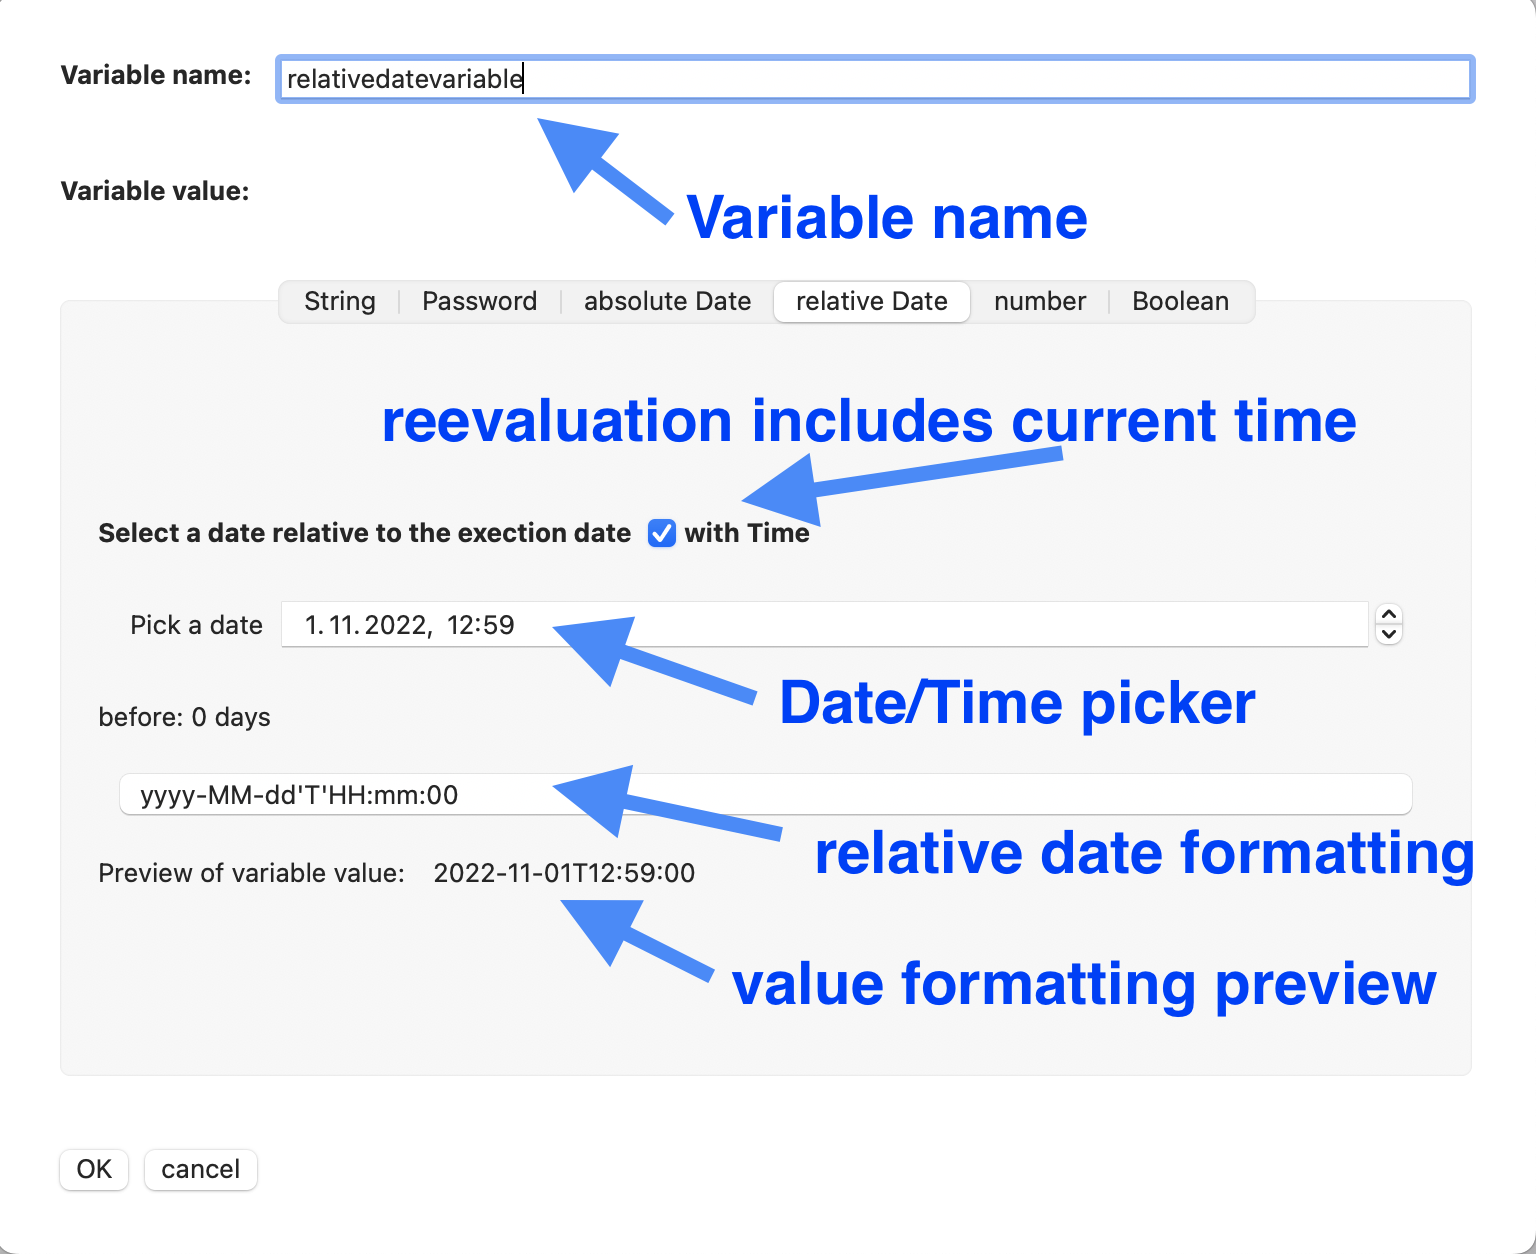 Variable name: relativedatevariable
Variable value:
Variable name
String Password absolute Date relative Date number Boolean
reevaluation includes current time
Select a date relative to the exection date with Time
Pick a date 1. 11. 2022, 12:59
Date/Time picker
before: 0 days
yyyy-MM-dd'T'HH:mm:00
relative date formatting
Preview of variable value: 2022-11-01T12:59:00
value formatting preview
OK cancel